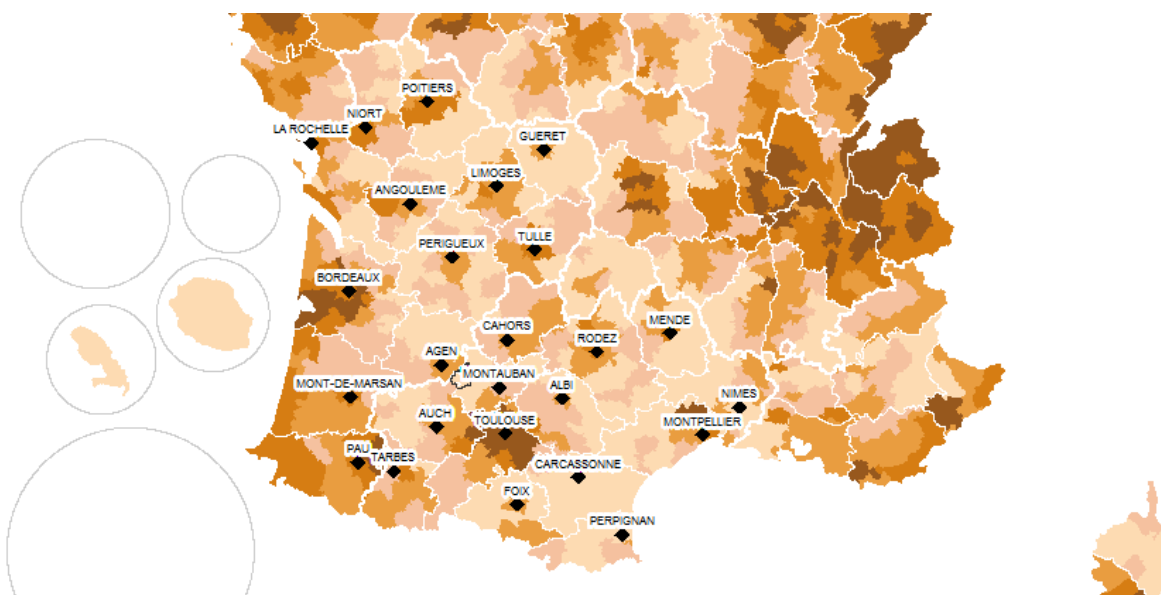 POITIERS
NIORT
LA ROCHELLE
GUERET
LIMOGES
ANGOULEME
TULLE
PERIGUEUX
BORDEAUX
CAHORS
MENDE
RODEZ
AGEN
MONTAUBAN
MONT-DE-MARSAN
ALBI
NIMES
AUCH
TOULOUSE
MONTPELLIER
PAU
TARBES
CARCASSONNE
FOIX
PERPIGNAN